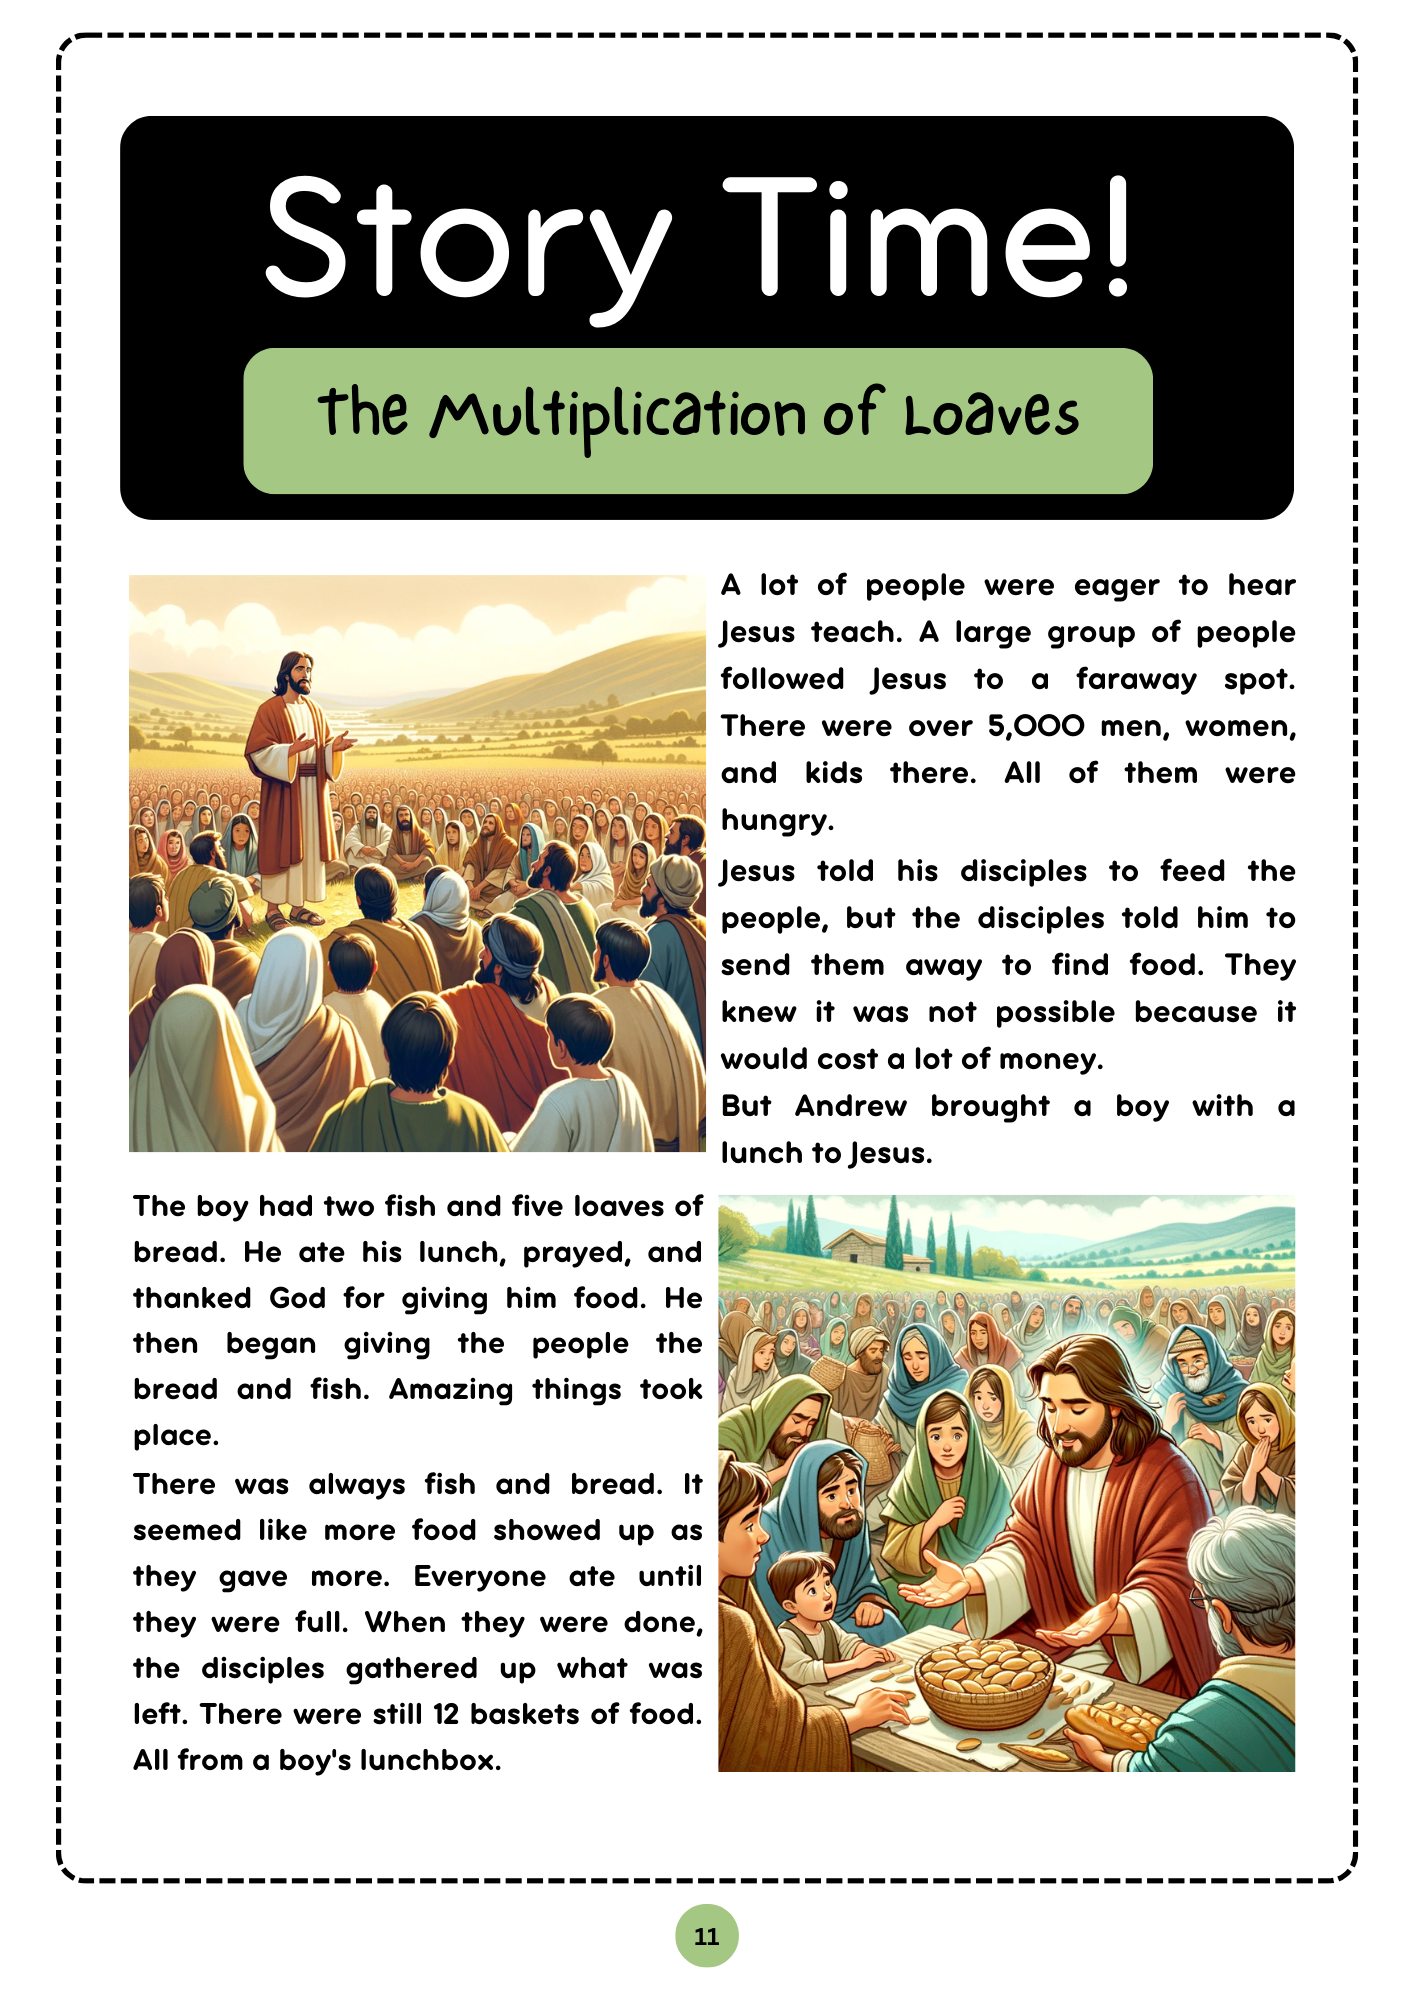 Story Time!
The Multiplication of Loaves
A lot of people were eager to hear
Jesus teach. A large group of people
followed Jesus to a faraway spot.
There were over 5,000 men, women,
and kids there. All of them were
hungry.
Jesus told his disciples to feed the
people, but the disciples told him to
send them away to find food. They
knew it was not possible because it
would cost a lot of money.
But Andrew brought a boy with a
lunch to Jesus.
The boy had two fish and five loaves of
bread. He ate his lunch, prayed, and
thanked God for giving him food. He
then began giving the people the
bread and fish. Amazing things took
place.
There was always fish and bread. It
seemed like more food showed up as
they gave more. Everyone ate until
they were full. When they were done,
the disciples gathered up what was
left. There were still 12 baskets of food.
All from a boy's lunchbox.
11